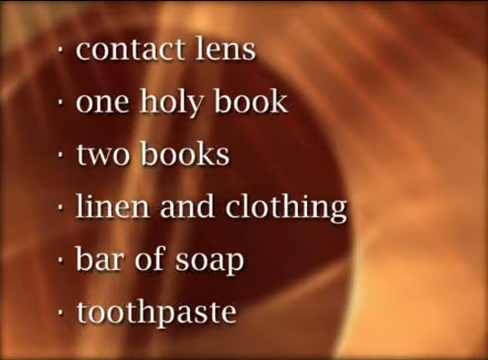 · contact lens
· one holy book
· two books
· linen and clothing
· bar of soap
· toothpaste